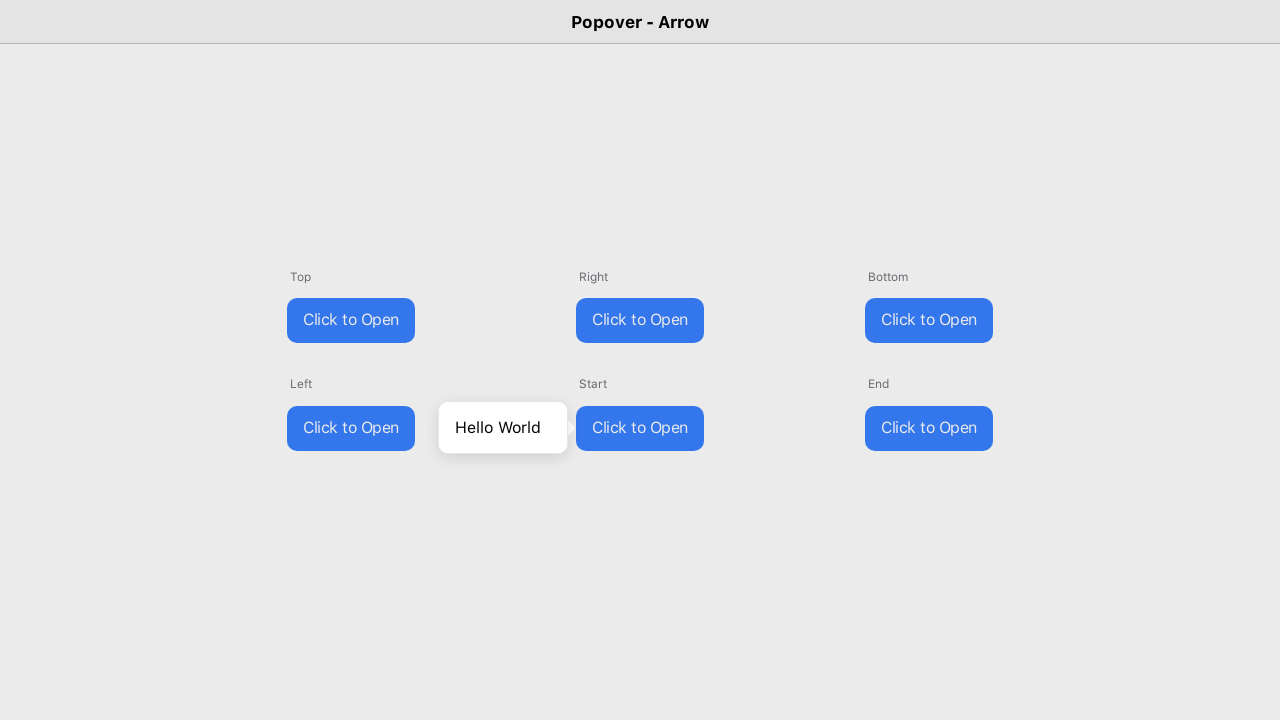 Popover - Arrow
Top
Right
Bottom
Click to Open
Click to Open
Click to Open
Left
Start
End
Click to Open
Hello World
Click to Open
Click to Open